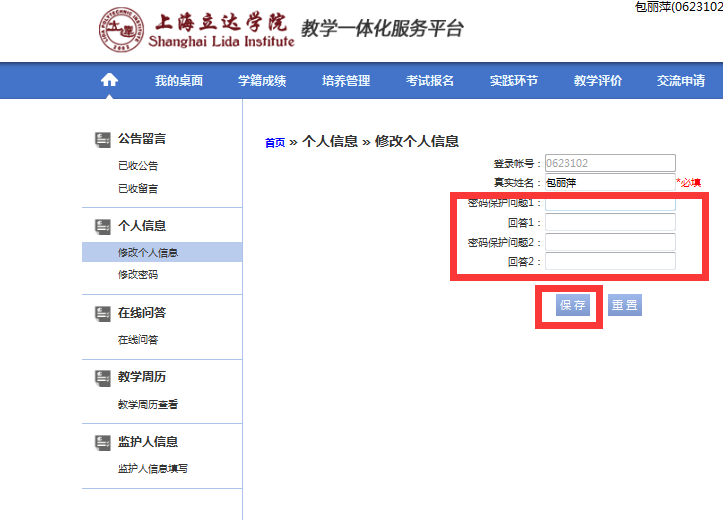 包丽萍(0623102
上海立达学院
Shanghai Lida Institute
教学一体化服务平台
我的桌面 学籍成绩 培养管理 考试报名 实践环节 教学评价 交流申请
公告留言
已收公告
已收留言
个人信息
修改个人信息
修改密码
在线问答
在线问答
教学周历
教学周历查看
监护人信息
监护人信息填写
首页 » 个人信息 » 修改个人信息
登录帐号：0623102
真实姓名：包丽萍 *必填
密码保护问题1：
回答1：
密码保护问题2：
回答2：
保存 重置